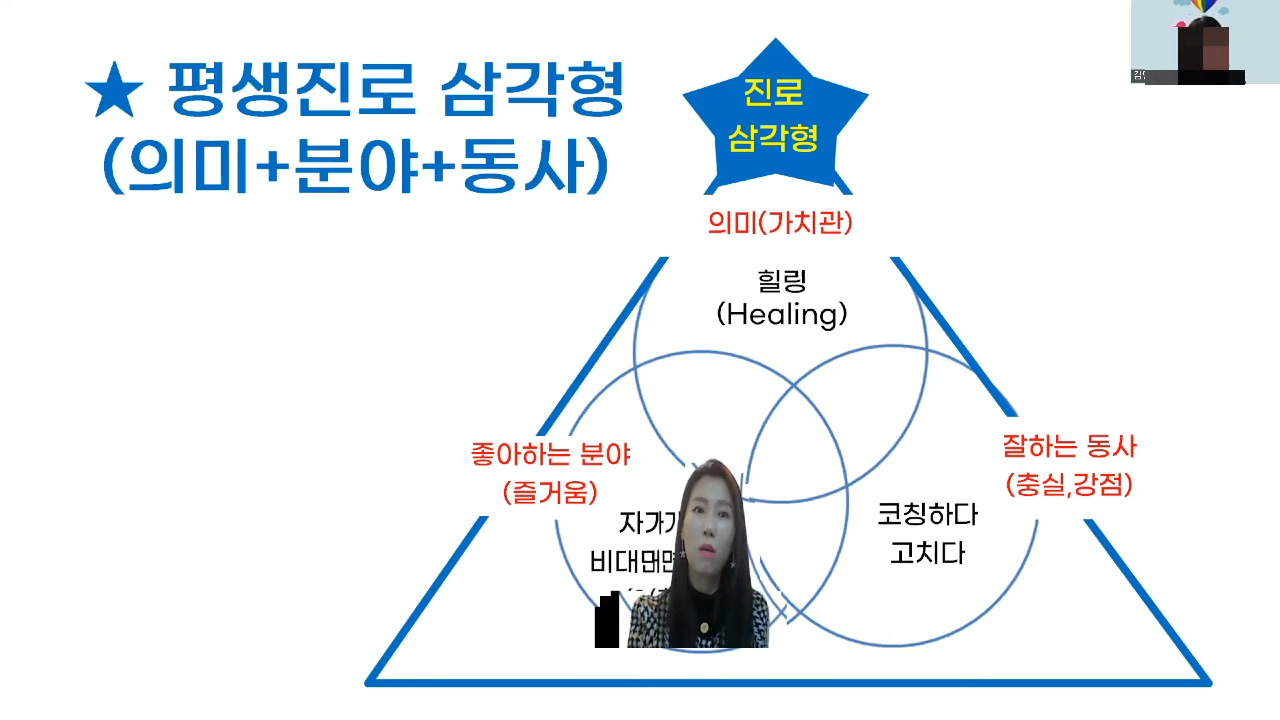 ★ 평생진로 삼각형
(의미+분야+동사)
진로
삼각형
의미(가치관)
힐링
(Healing)
좋아하는 분야
(즐거움)
잘하는 동사
(충실,강점)
코칭하다
고치다